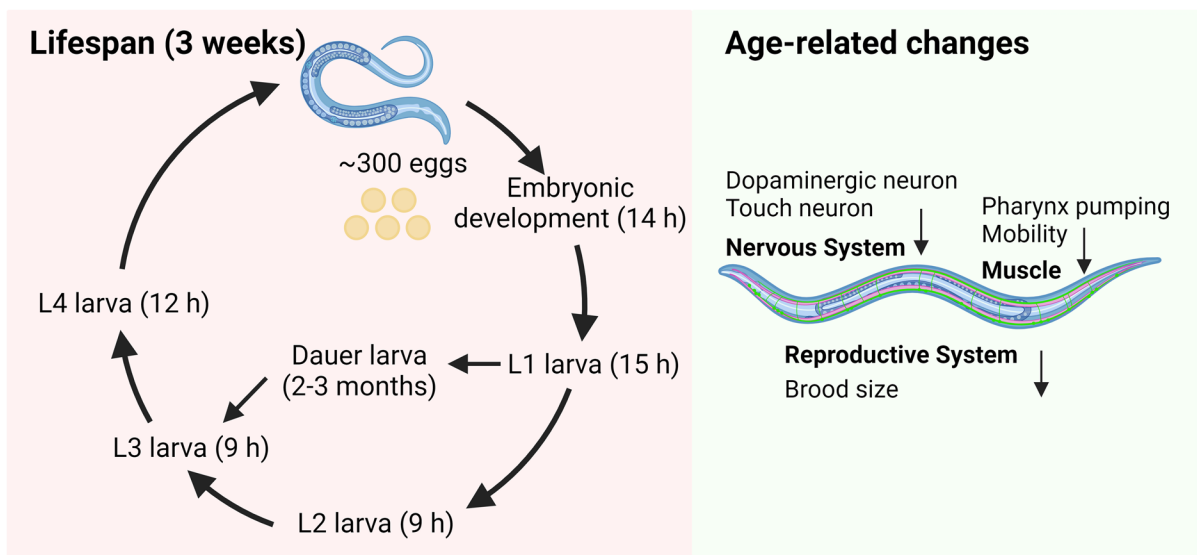 Lifespan (3 weeks)
~300 eggs
Embryonic
development (14 h)
L1 larva (15 h)
Dauer larva
(2-3 months)
L2 larva (9 h)
L3 larva (9 h)
L4 larva (12 h)
Age-related changes
Dopaminergic neuron
Touch neuron
Nervous System
Pharynx pumping
Mobility
Muscle
Reproductive System
Brood size